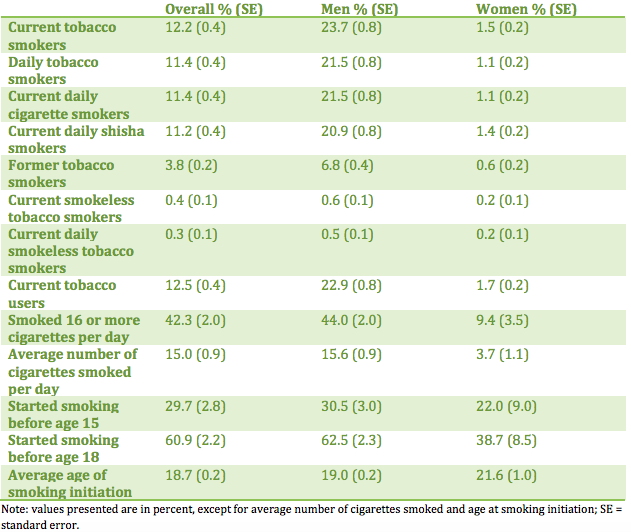 Overall % (SE) Men % (SE) Women % (SE)
Current tobacco 12.2 (0.4) 23.7 (0.8) 1.5 (0.2)
smokers
Daily tobacco 11.4 (0.4) 21.5 (0.8) 1.1 (0.2)
smokers
Current daily 11.4 (0.4) 21.5 (0.8) 1.1 (0.2)
cigarette smokers
Current daily shisha 11.2 (0.4) 20.9 (0.8) 1.4 (0.2)
smokers
Former tobacco 3.8 (0.2) 6.8 (0.4) 0.6 (0.2)
smokers
Current smokeless 0.4 (0.1) 0.6 (0.1) 0.2 (0.1)
tobacco smokers
Current daily 0.3 (0.1) 0.5 (0.1) 0.2 (0.1)
smokeless tobacco
smokers
Current tobacco 12.5 (0.4) 22.9 (0.8) 1.7 (0.2)
users
Smoked 16 or more 42.3 (2.0) 44.0 (2.0) 9.4 (3.5)
cigarettes per day
Average number of 15.0 (0.9) 15.6 (0.9) 3.7 (1.1)
cigarettes smoked
per day
Started smoking 29.7 (2.8) 30.5 (3.0) 22.0 (9.0)
before age 15
Started smoking 60.9 (2.2) 62.5 (2.3) 38.7 (8.5)
before age 18
Average age of 18.7 (0.2) 19.0 (0.2) 21.6 (1.0)
smoking initiation
Note: values presented are in percent, except for average number of cigarettes smoked and age at smoking initiation; SE =
standard error.